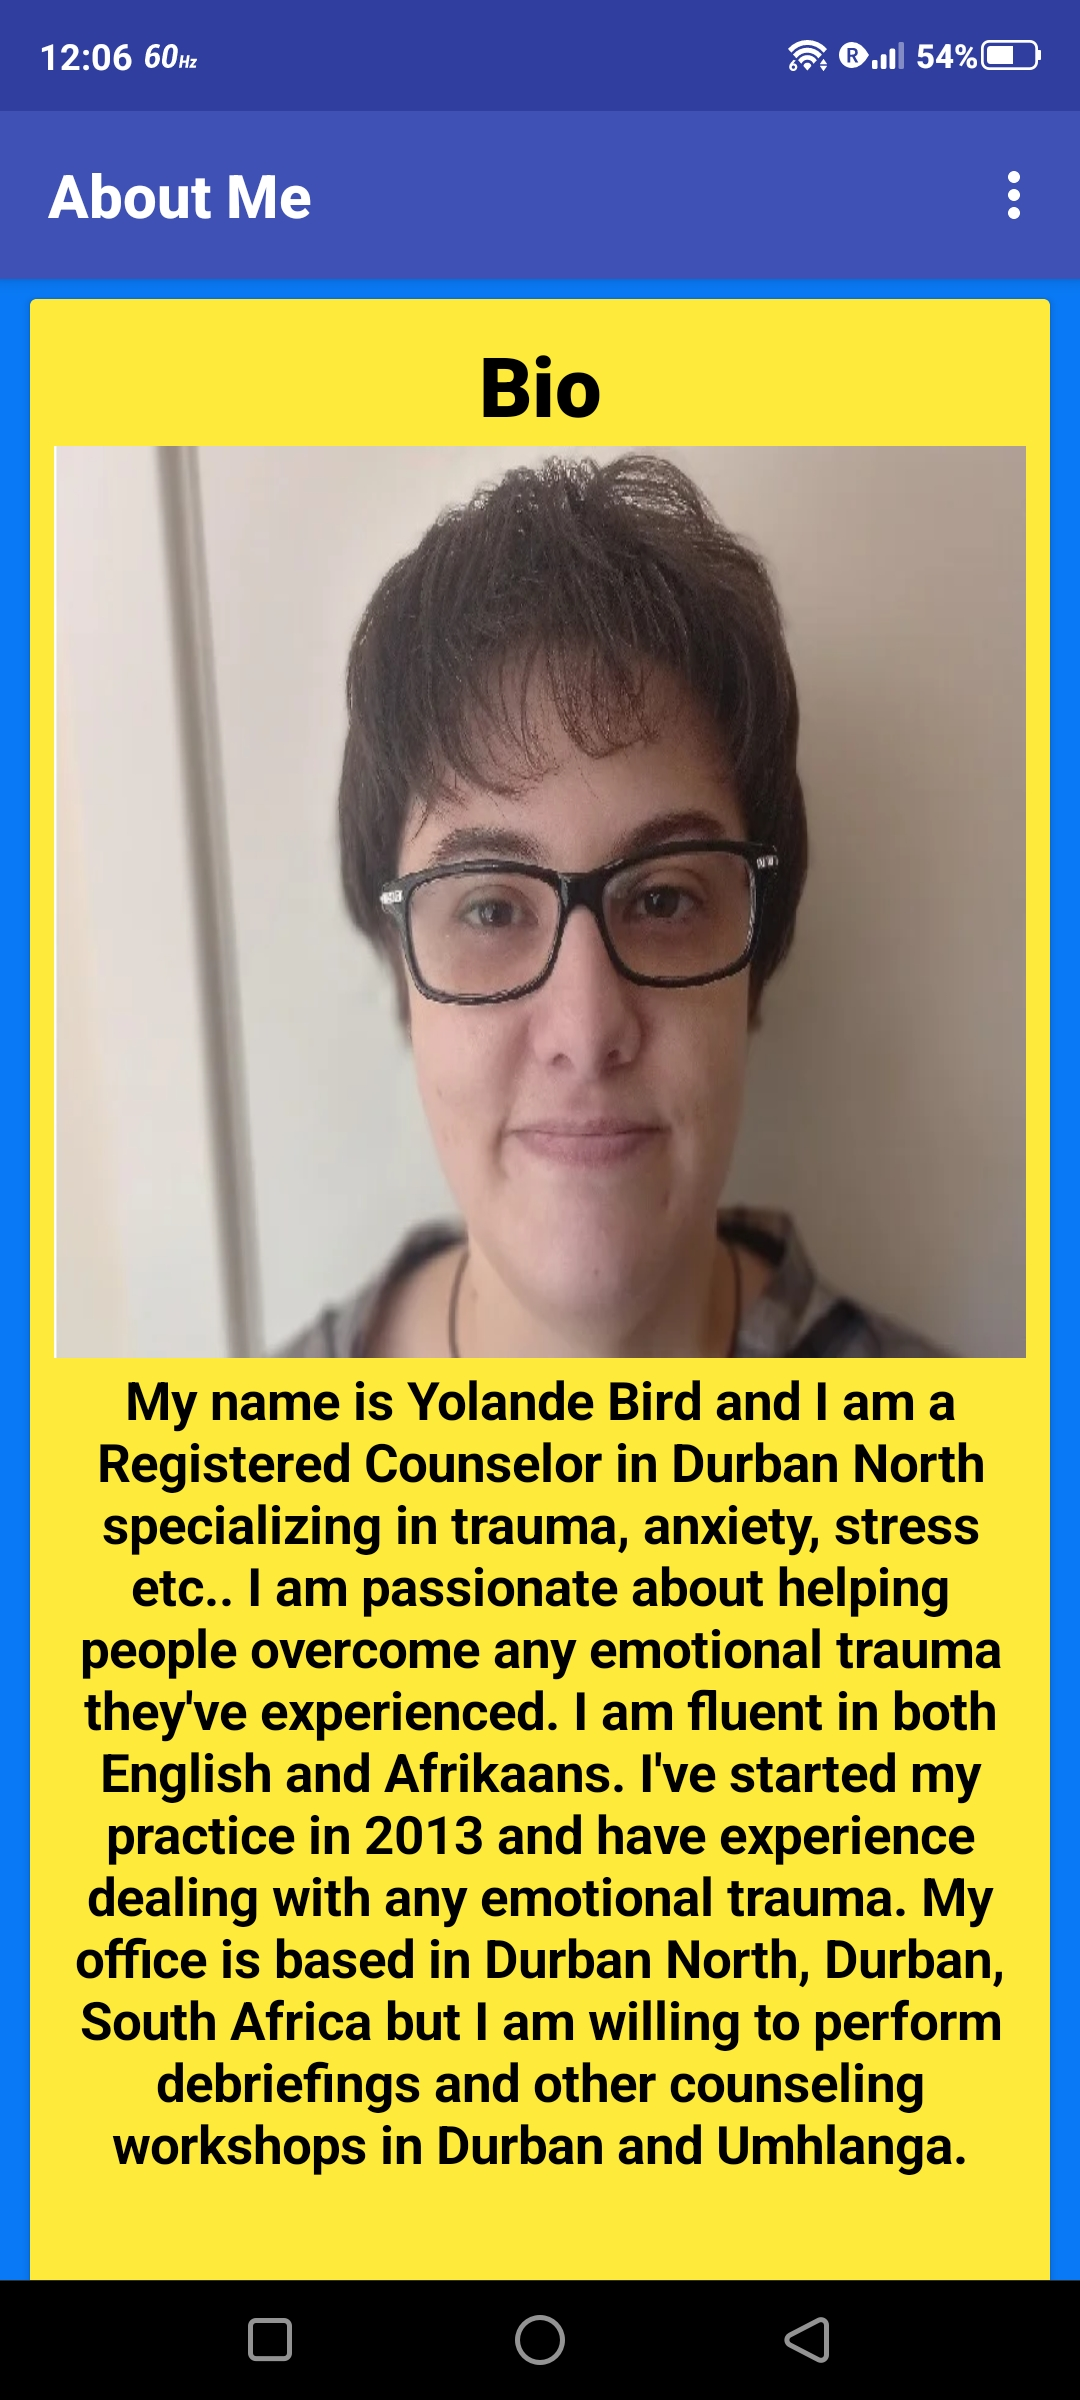 12:06 60Hz
6 R 54%
About Me
Bio
My name is Yolande Bird and I am a
Registered Counselor in Durban North
specializing in trauma, anxiety, stress
etc.. I am passionate about helping
people overcome any emotional trauma
they've experienced. I am fluent in both
English and Afrikaans. I've started my
practice in 2013 and have experience
dealing with any emotional trauma. My
office is based in Durban North, Durban,
South Africa but I am willing to perform
debriefings and other counseling
workshops in Durban and Umhlanga.